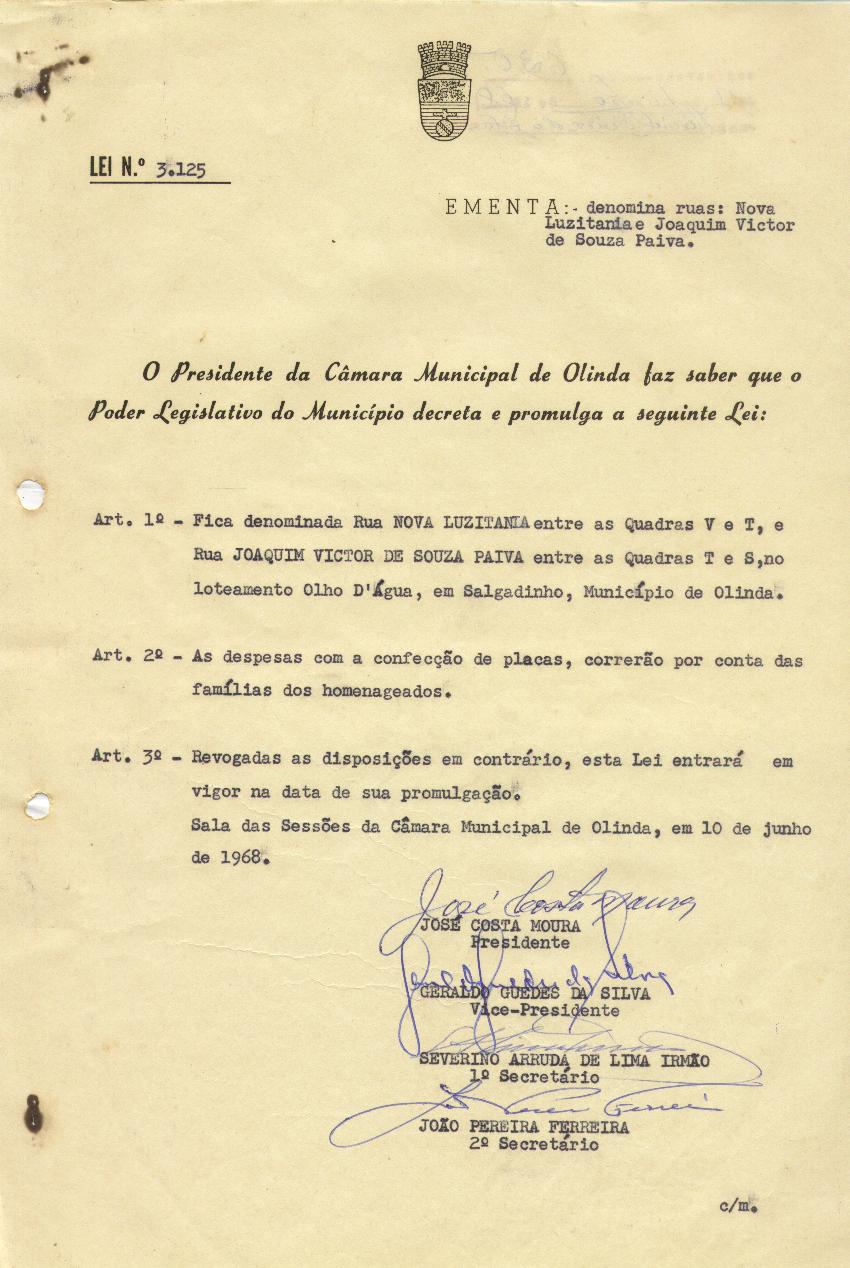 LEI N.º 3.125
EMENTA:- denomina ruas: Nova
Luzitania e Joaquim Victor
de Souza Paiva.
O Presidente da Câmara Municipal de Olinda faz saber que o
Poder Legislativo do Município decreta e promulga a seguinte Lei:
Art. 1º - Fica denominada Rua NOVA LUZITANIA entre as Quadras V e T, e
Rua JOAQUIM VICTOR DE SOUZA PAIVA entre as Quadras T e S,no
loteamento Olho D'Água, em Salgadinho, Município de Olinda.
Art. 2º - As despesas com a confecção de placas, correrão por conta das
famílias dos homenageados.
Art. 3º - Revogadas as disposições em contrário, esta Lei entrará em
vigor na data de sua promulgação.
Sala das Sessões da Câmara Municipal de Olinda, em 10 de junho
de 1968.
José Costa Moura
JOSÉ COSTA MOURA
Presidente
GERALDO GUEDES DA SILVA
Vice-Presidente
SEVERINO ARRUDA DE LIMA IRMÃO
1º Secretário
JOÃO PEREIRA FERREIRA
2º Secretário
c/m.